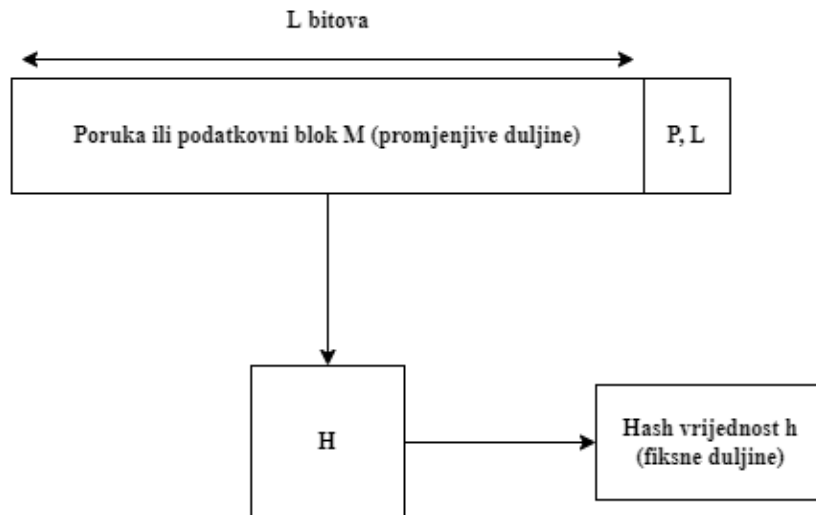 L bitova
Poruka ili podatkovni blok M (promjenjive duljine)
P, L
H
Hash vrijednost h
(fiksne duljine)